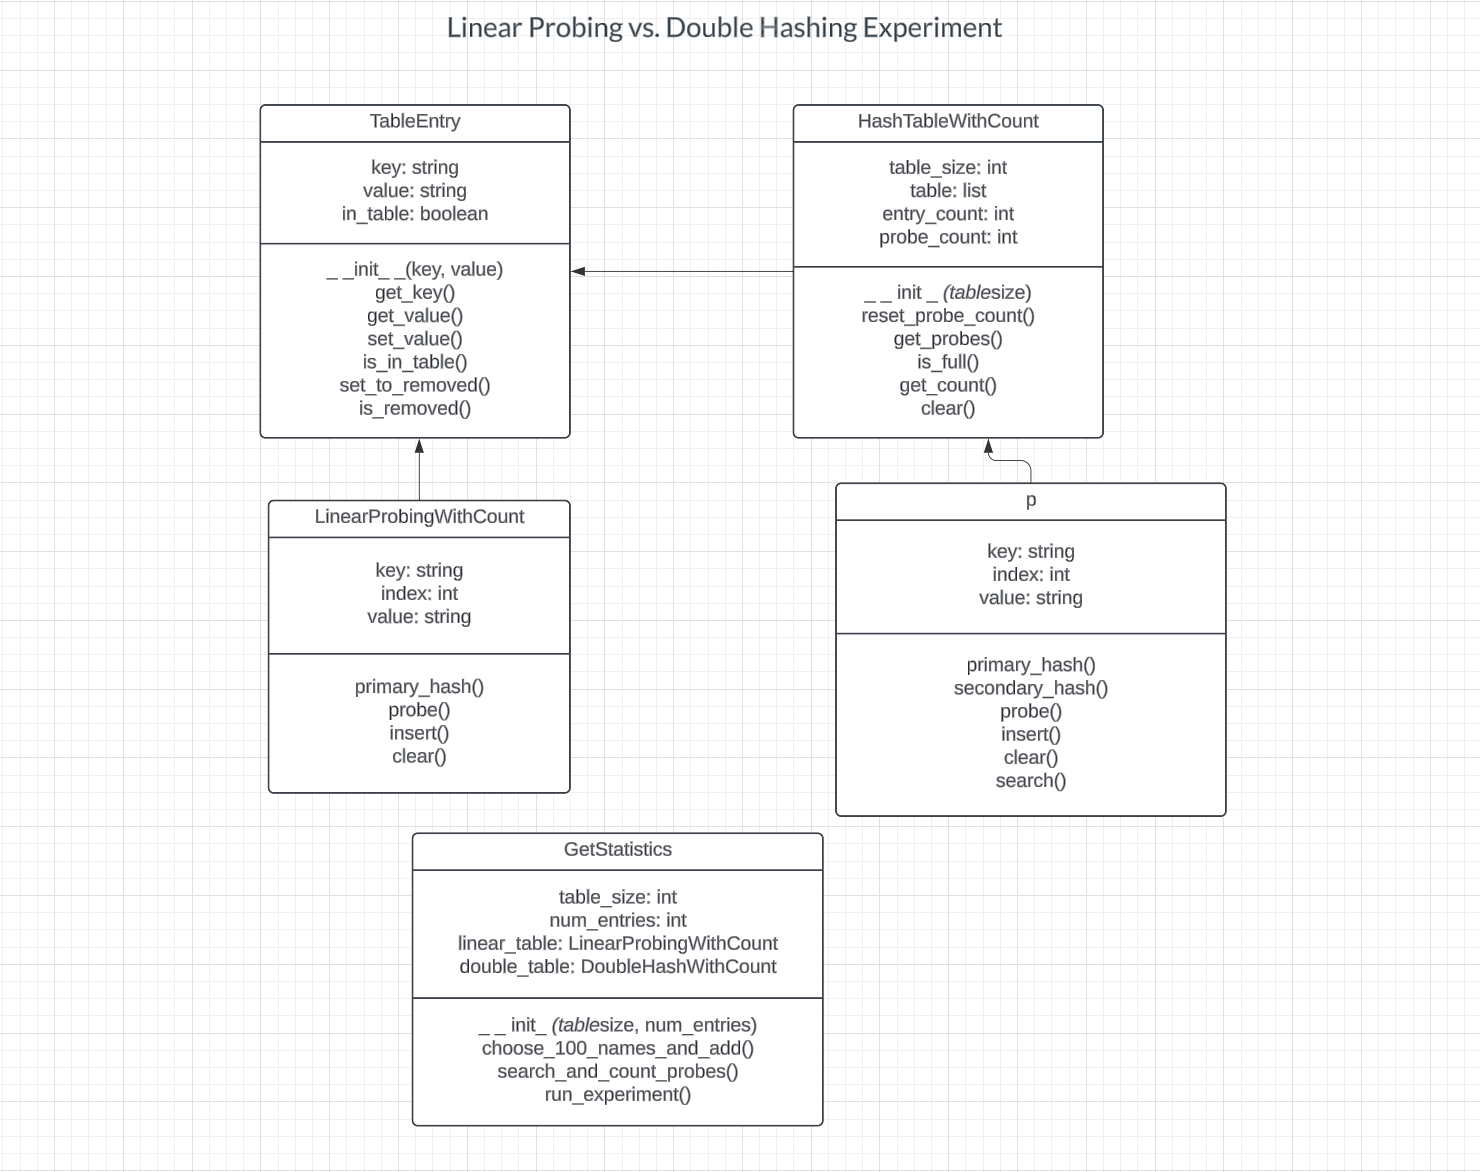 Linear Probing vs. Double Hashing Experiment
TableEntry
key: string
value: string
in_table: boolean
_ _init_ _(key, value)
get_key()
get_value()
set_value()
is_in_table()
set_to_removed()
is_removed()
HashTableWithCount
table_size: int
table: list
entry_count: int
probe_count: int
_ _ init _ (tablesize)
reset_probe_count()
get_probes()
is_full()
get_count()
clear()
LinearProbingWithCount
key: string
index: int
value: string
primary_hash()
probe()
insert()
clear()
p
key: string
index: int
value: string
primary_hash()
secondary_hash()
probe()
insert()
clear()
search()
GetStatistics
table_size: int
num_entries: int
linear_table: LinearProbingWithCount
double_table: DoubleHashWithCount
_ _ init_ (tablesize, num_entries)
choose_100_names_and_add()
search_and_count_probes()
run_experiment()